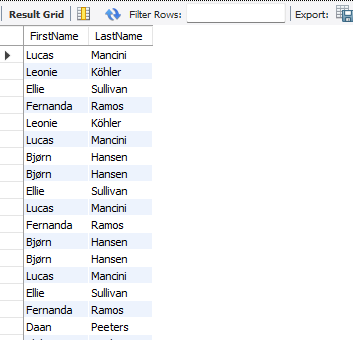 Result Grid Filter Rows: Export:
FirstName LastName
Lucas Mancini
Leonie Köhler
Ellie Sullivan
Fernanda Ramos
Leonie Köhler
Lucas Mancini
Bjørn Hansen
Bjørn Hansen
Ellie Sullivan
Lucas Mancini
Fernanda Ramos
Bjørn Hansen
Bjørn Hansen
Lucas Mancini
Ellie Sullivan
Fernanda Ramos
Daan Peeters